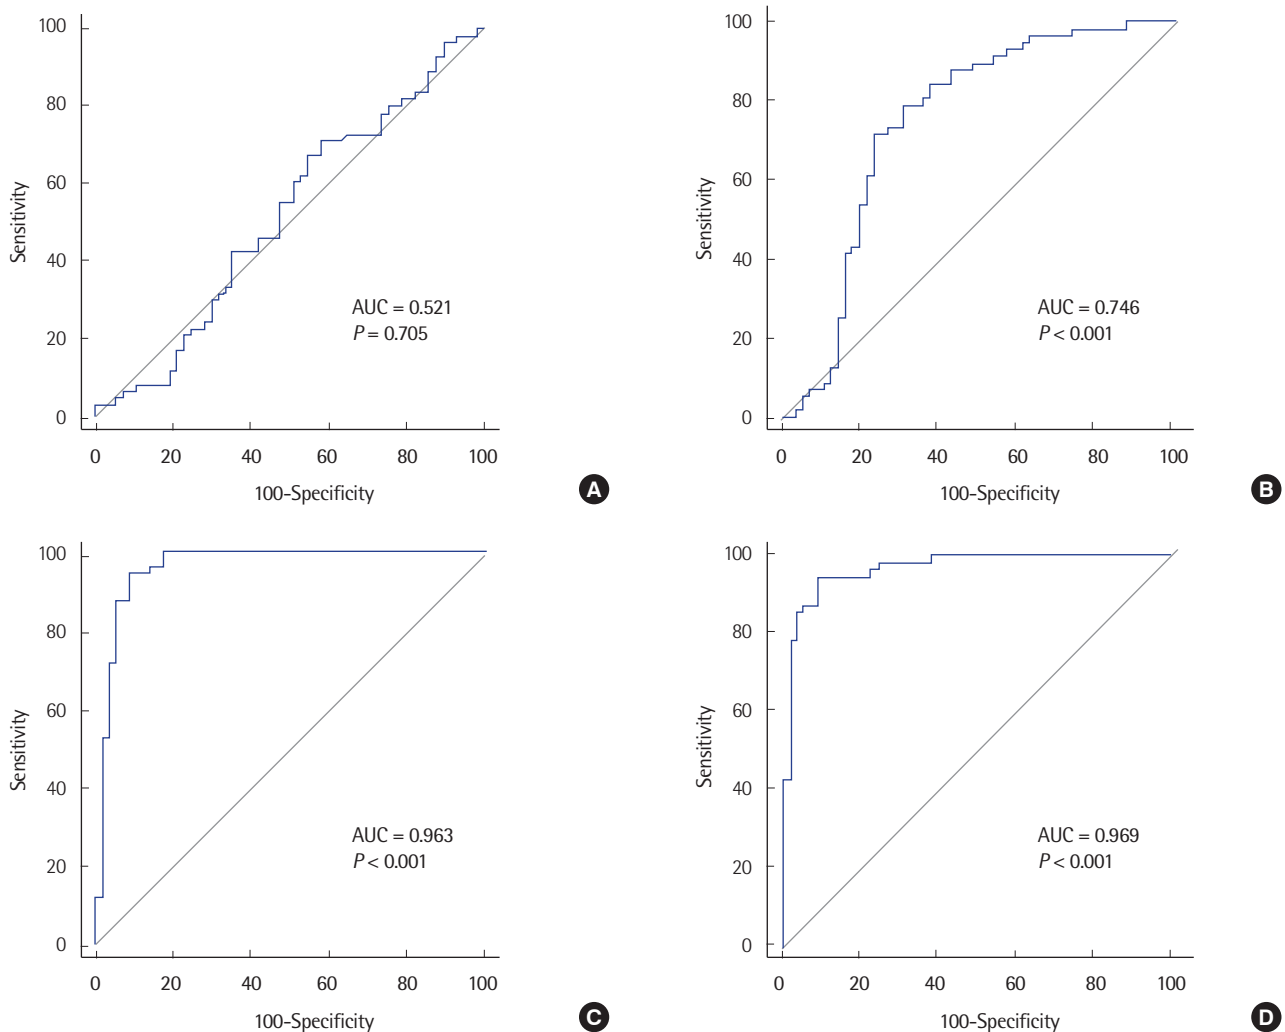 100
80
60
40
20
0
Sensitivity
AUC = 0.521
P = 0.705
0 20 40 60 80 100
100-Specificity
A
100
80
60
40
20
0
Sensitivity
AUC = 0.746
P < 0.001
0 20 40 60 80 100
100-Specificity
B
100
80
60
40
20
0
Sensitivity
AUC = 0.963
P < 0.001
0 20 40 60 80 100
100-Specificity
C
100
80
60
40
20
0
Sensitivity
AUC = 0.969
P < 0.001
0 20 40 60 80 100
100-Specificity
D